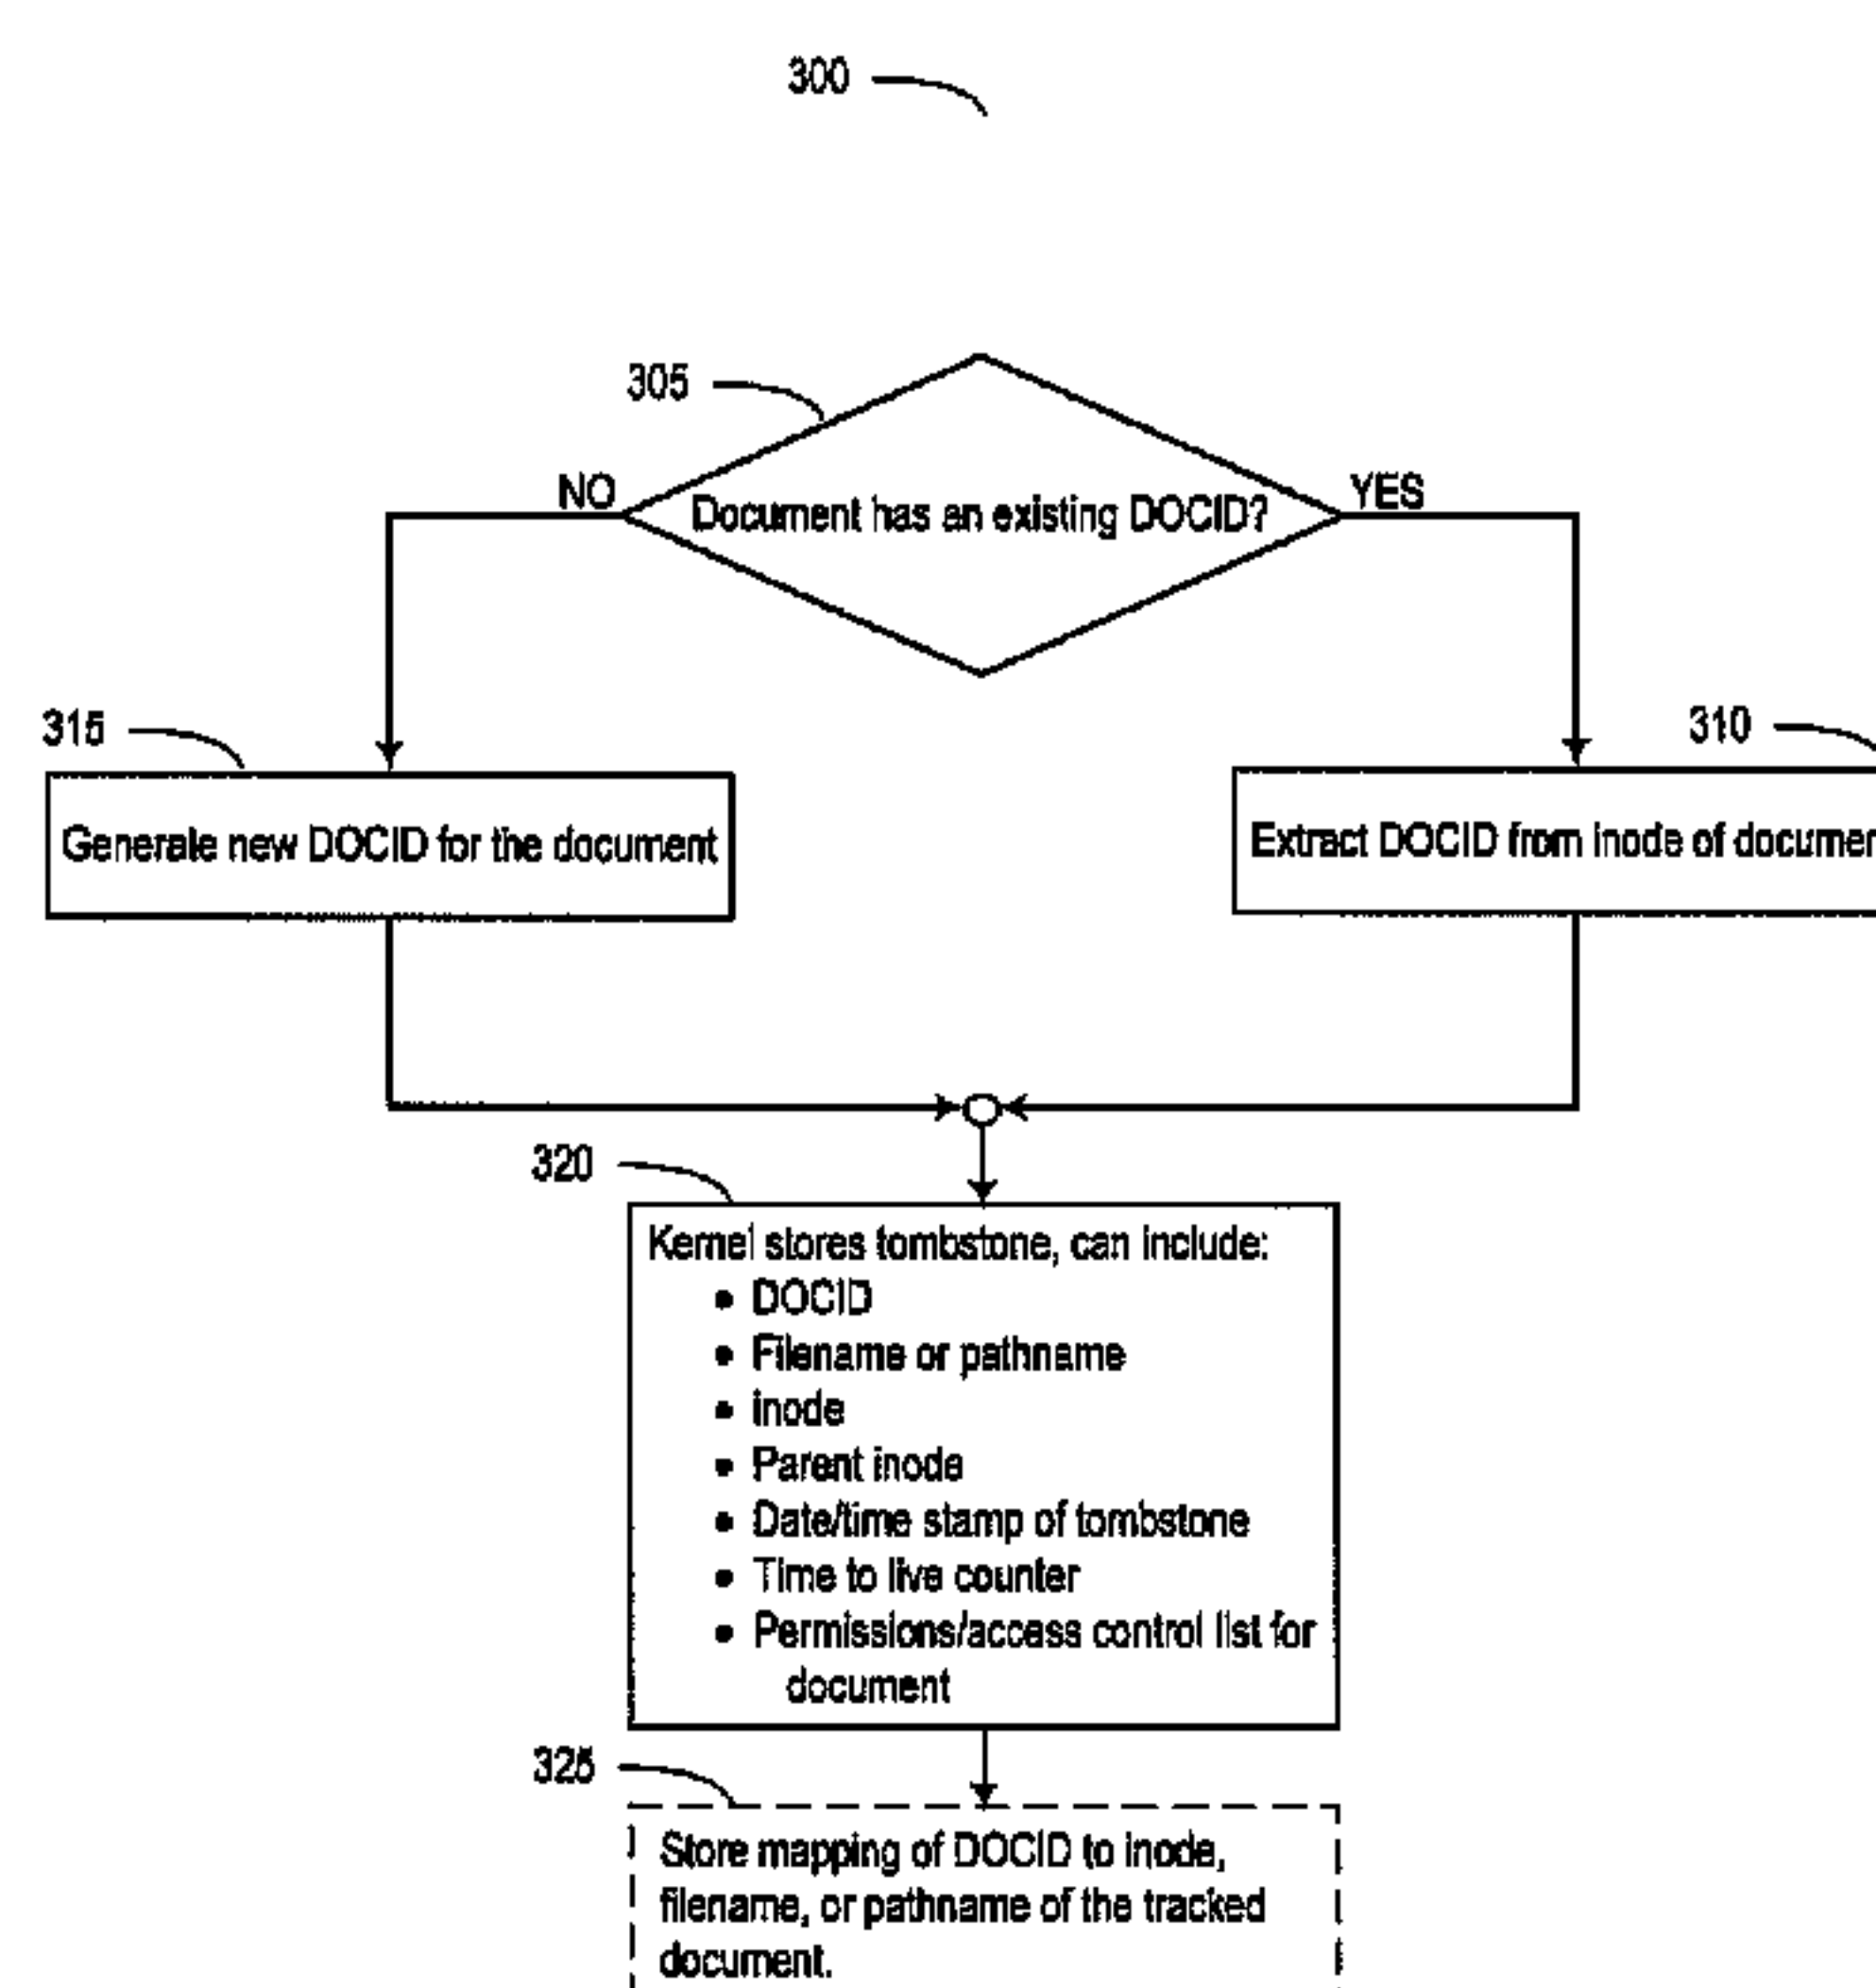 300
305
NO
YES
Document has an existing DOCID?
315
310
Generate new DOCID for the document
Extract DOCID from inode of
320
Kernel stores tombstone, can include:
• DOCID
• Filename or pathname
• inode
• Parent inode
• Date/time stamp of tombstone
• Time to live counter
• Permissions/access control list for
document
325
Store mapping of DOCID to inode,
filename, or pathname of the tracked
document.